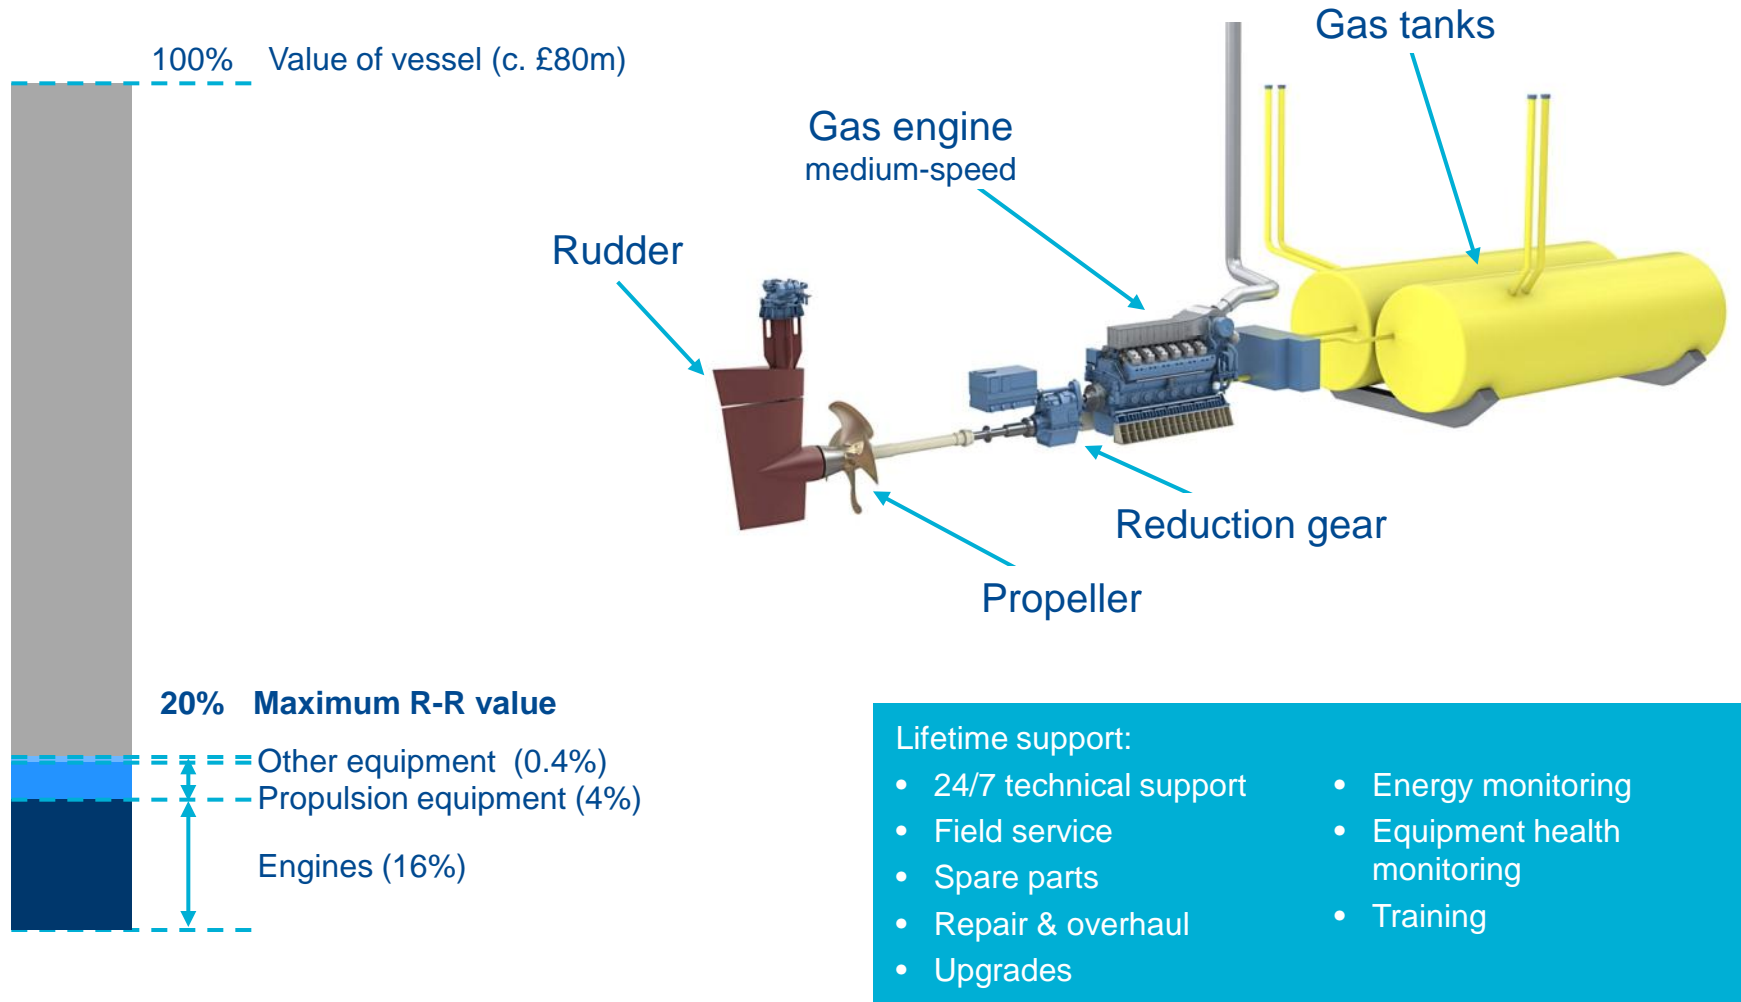 Gas tanks
100% Value of vessel (c. £80m)
Gas engine
medium-speed
Rudder
Reduction gear
Propeller
20% Maximum R-R value
Other equipment (0.4%)
Propulsion equipment (4%)
Engines (16%)
Lifetime support:
• 24/7 technical support
• Field service
• Spare parts
• Repair & overhaul
• Upgrades
• Energy monitoring
• Equipment health
monitoring
• Training